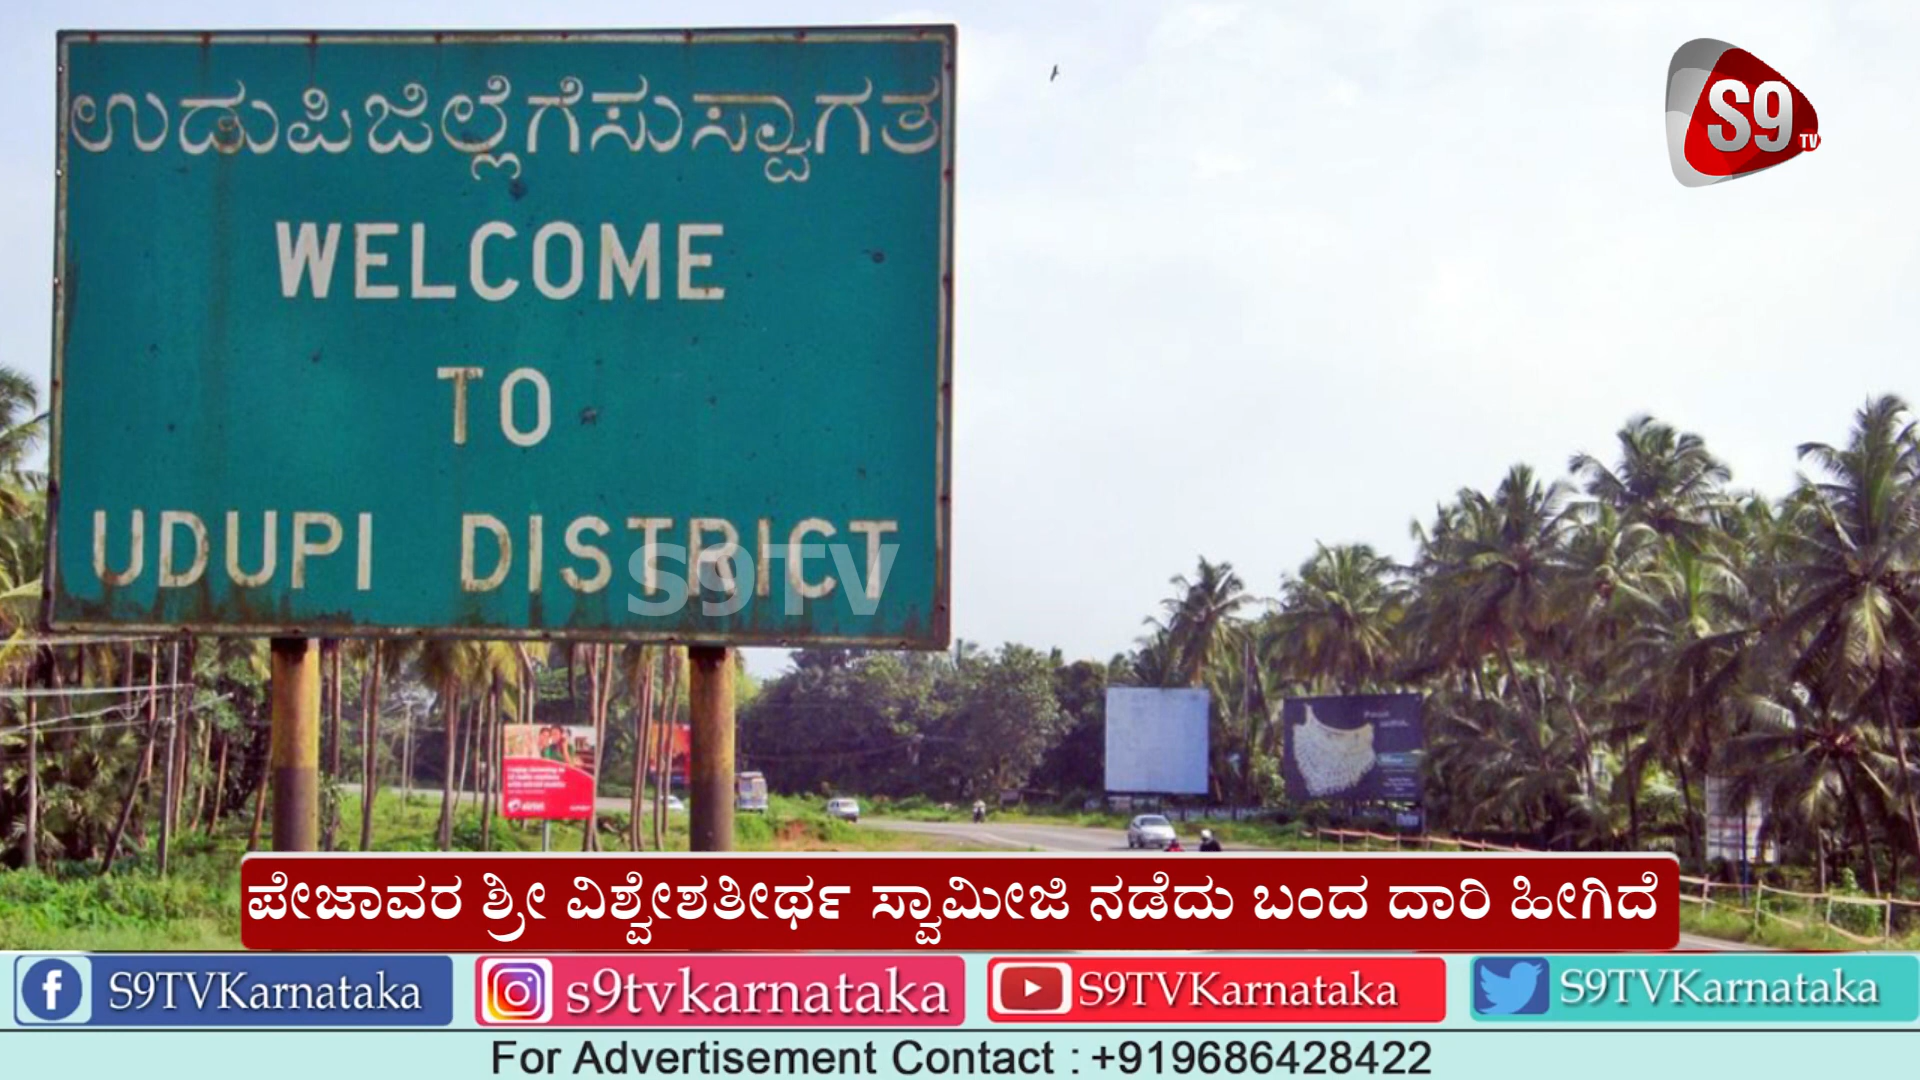 ಉಡುಪಿಜಿಲ್ಲೆಗೆಸುಸ್ವಾಗತ
WELCOME
TO
UDUPI DISTRICT
S9TV
S9 TV
airtel
ಪೇಜಾವರ ಶ್ರೀ ವಿಶ್ವೇಶತೀರ್ಥ ಸ್ವಾಮೀಜಿ ನಡೆದು ಬಂದ ದಾರಿ ಹೀಗಿದೆ
S9TVKarnataka
s9tvkarnataka
S9TVKarnataka
S9TVKarnataka
For Advertisement Contact : +919686428422